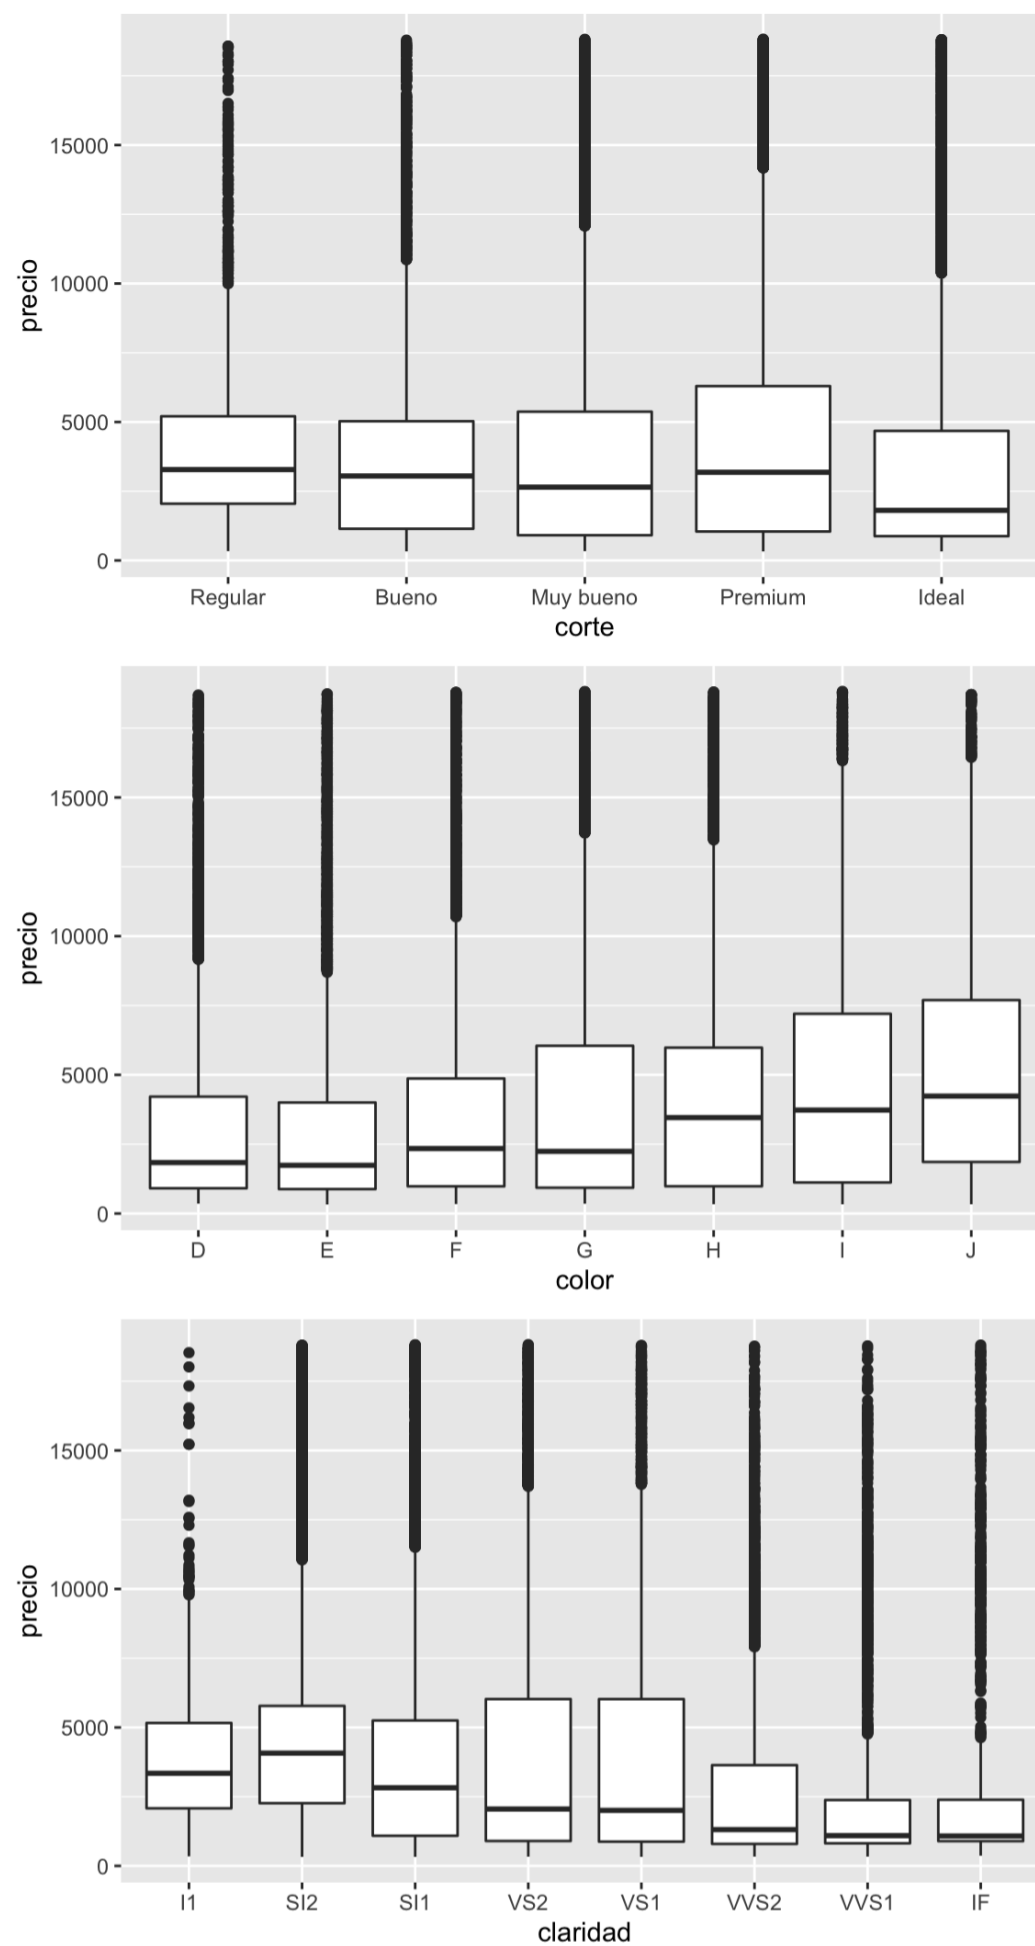 precio
15000
10000
5000
0
Regular Bueno Muy bueno Premium Ideal
corte
precio
15000
10000
5000
0
D E F G H I J
color
precio
15000
10000
5000
0
I1 SI2 SI1 VS2 VS1 VVS2 VVS1 IF
claridad